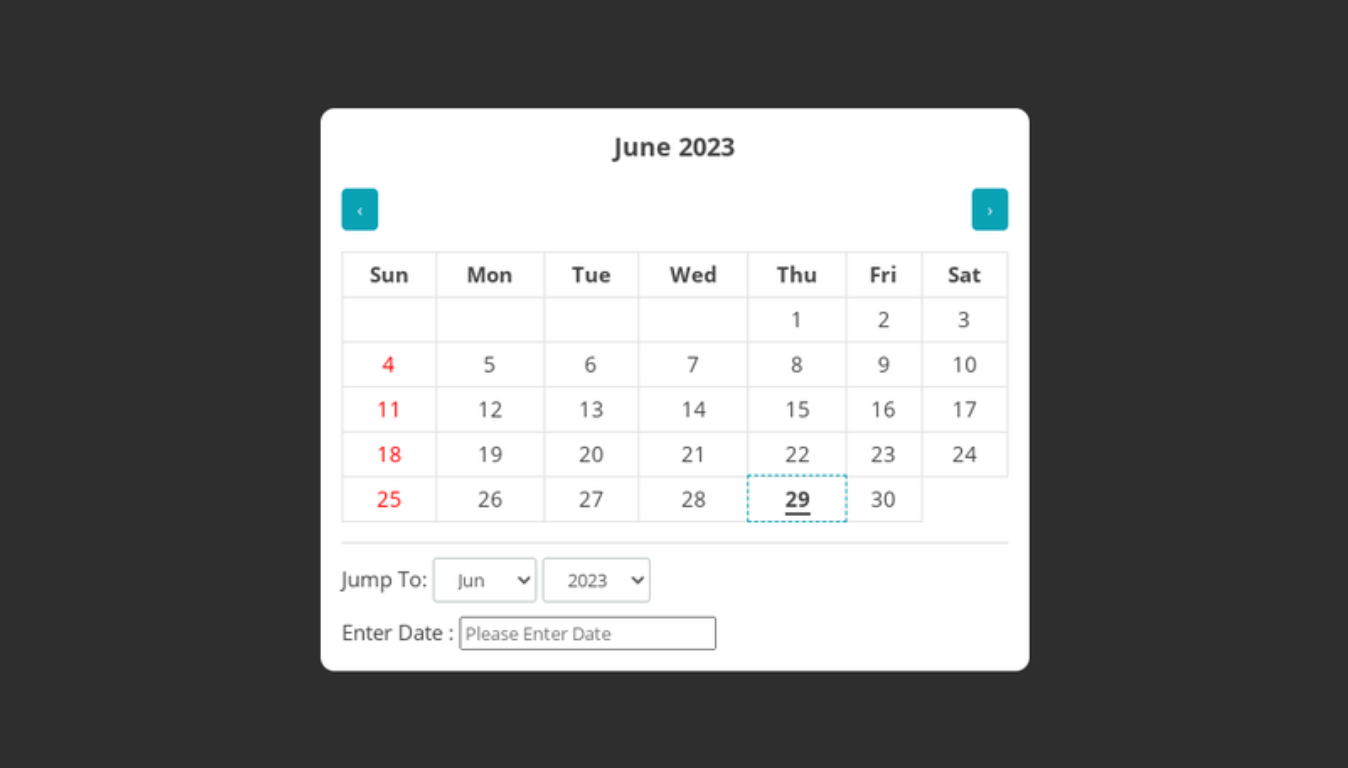 June 2023
‹ ›
Sun Mon Tue Wed Thu Fri Sat
1 2 3
4 5 6 7 8 9 10
11 12 13 14 15 16 17
18 19 20 21 22 23 24
25 26 27 28 29 30
Jump To: Jun 2023
Enter Date : Please Enter Date